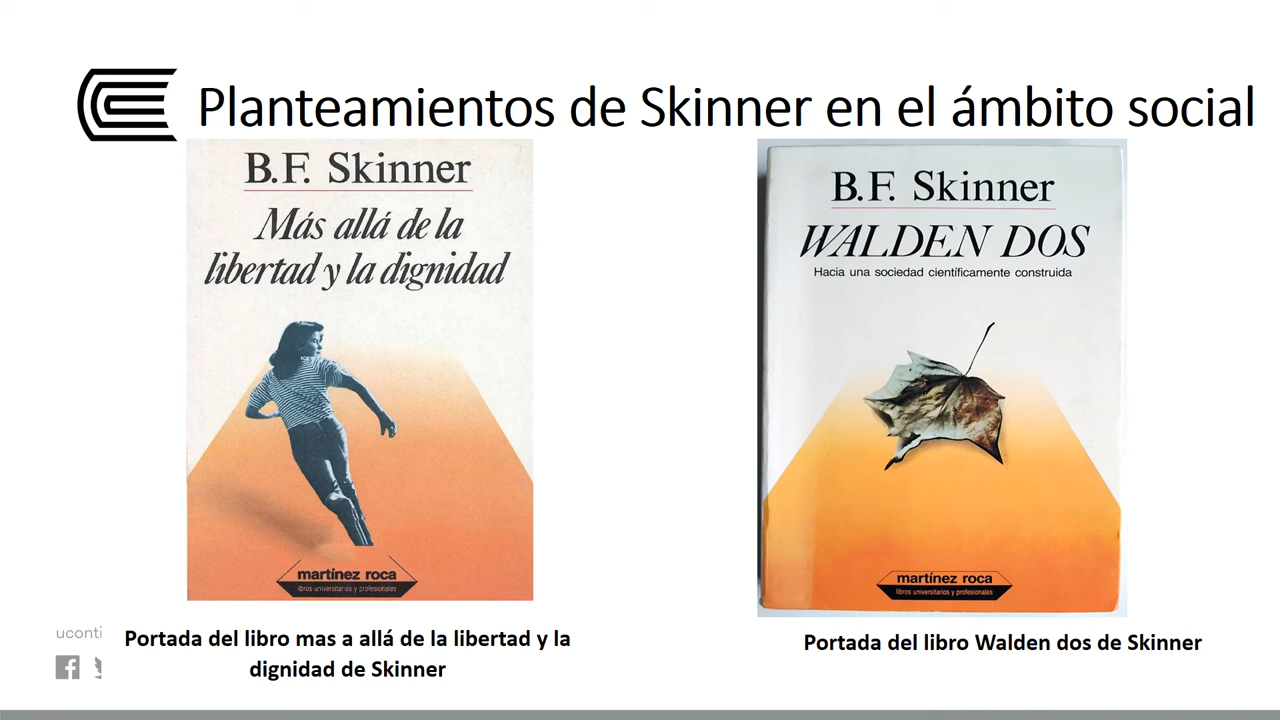 Planteamientos de Skinner en el ámbito social
B.F. Skinner
Más allá de la
libertad y la dignidad
martínez roca
libros universitarios y profesionales
B.F. Skinner
WALDEN DOS
Hacia una sociedad científicamente construida
martínez roca
libros universitarios y profesionales
uconti
Portada del libro mas a allá de la libertad y la
dignidad de Skinner
Portada del libro Walden dos de Skinner